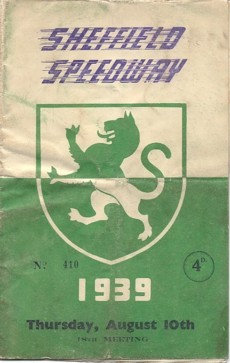 SHEFFIELD
SPEEDWAY
Nº 410
4ᴰ
1939
Thursday, August 10th
19TH MEETING